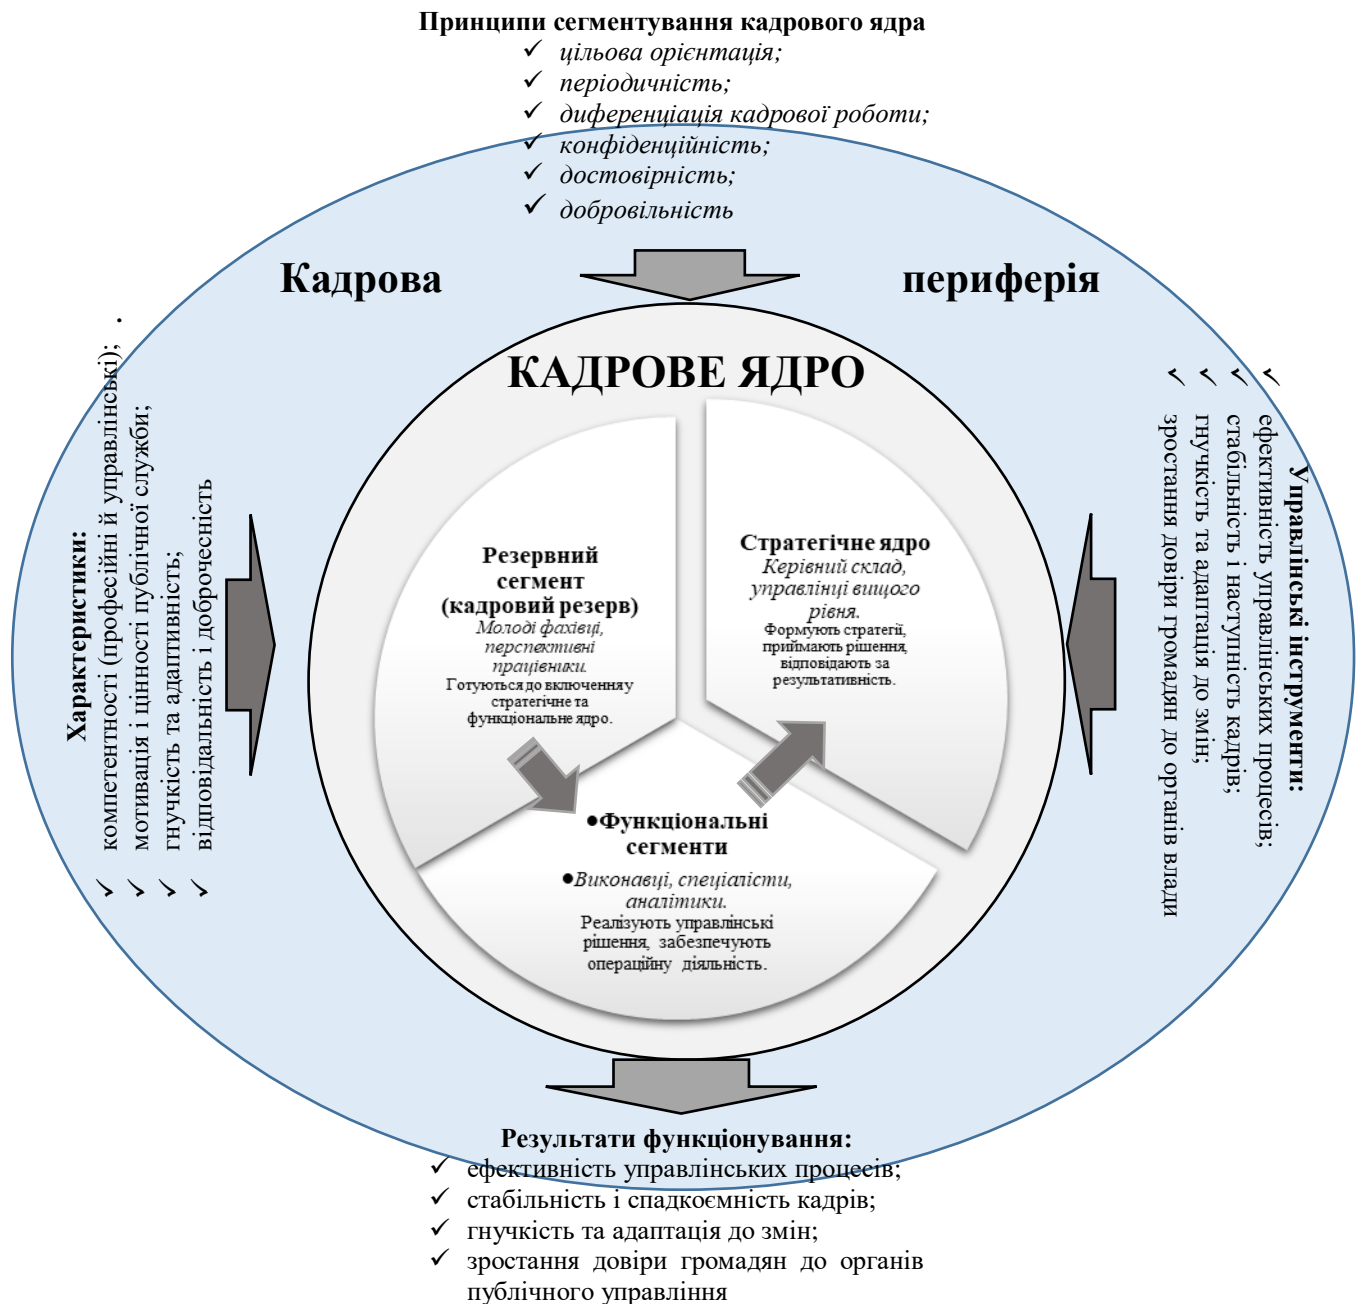 Принципи сегментування кадрового ядра
✓ цільова орієнтація;
✓ періодичність;
✓ диференціація кадрової роботи;
✓ конфіденційність;
✓ достовірність;
✓ добровільність
Кадрова периферія
КАДРОВЕ ЯДРО
Характеристики:
✓ компетентності (професійні й управлінські); .
✓ мотивація і цінності публічної служби;
✓ гнучкість та адаптивність;
✓ відповідальність і доброчесність
Резервний
сегмент
(кадровий резерв)
Молоді фахівці,
перспективні
працівники.
Готуються до включення у
стратегічне та
функціональне ядро.
Стратегічне ядро
Керівний склад,
управлінці вищого
рівня.
Формують стратегії,
приймають рішення,
відповідають за
результативність.
•Функціональні
сегменти
•Виконавці, спеціалісти,
аналітики.
Реалізують управлінські
рішення, забезпечують
операційну діяльність.
Управлінські інструменти:
✓ ефективність управлінських процесів;
✓ стабільність і наступність кадрів;
✓ гнучкість та адаптація до змін;
✓ зростання довіри громадян до органів влади
Результати функціонування:
✓ ефективність управлінських процесів;
✓ стабільність і спадкоємність кадрів;
✓ гнучкість та адаптація до змін;
✓ зростання довіри громадян до органів
публічного управління